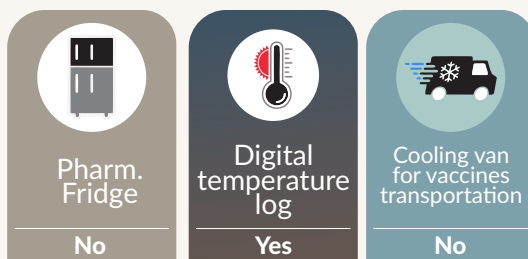 Pharm.
Fridge
No
Digital
temperature
log
Yes
Cooling van
for vaccines
transportation
No